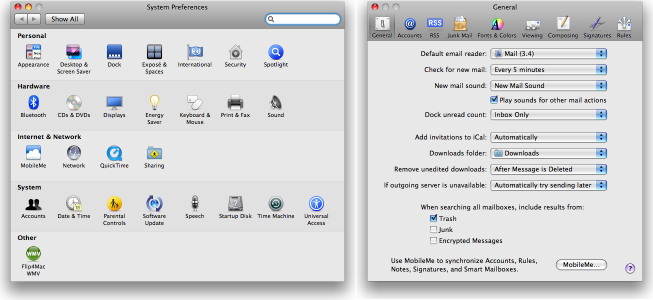 System Preferences
Show All
Personal
Appearance
Desktop &
Screen Saver
Dock
Exposé &
Spaces
International
Security
Spotlight
Hardware
Bluetooth
CDs & DVDs
Displays
Energy
Saver
Keyboard &
Mouse
Print & Fax
Sound
Internet & Network
MobileMe
Network
QuickTime
Sharing
System
Accounts
Date & Time
Parental
Controls
Software
Update
Speech
Startup Disk
Time Machine
Universal
Access
Other
WMV
Flip4Mac
WMV
General
RSS
General
Accounts
RSS
Junk Mail
Fonts & Colors
Viewing
Composing
Signatures
Rules
Default email reader: Mail (3.4)
Check for new mail: Every 5 minutes
New mail sound: New Mail Sound
Play sounds for other mail actions
Dock unread count: Inbox Only
Add invitations to iCal: Automatically
Downloads folder: Downloads
Remove unedited downloads: After Message is Deleted
If outgoing server is unavailable: Automatically try sending later
When searching all mailboxes, include results from:
Trash
Junk
Encrypted Messages
Use MobileMe to synchronize Accounts, Rules,
Notes, Signatures, and Smart Mailboxes.
MobileMe...
?